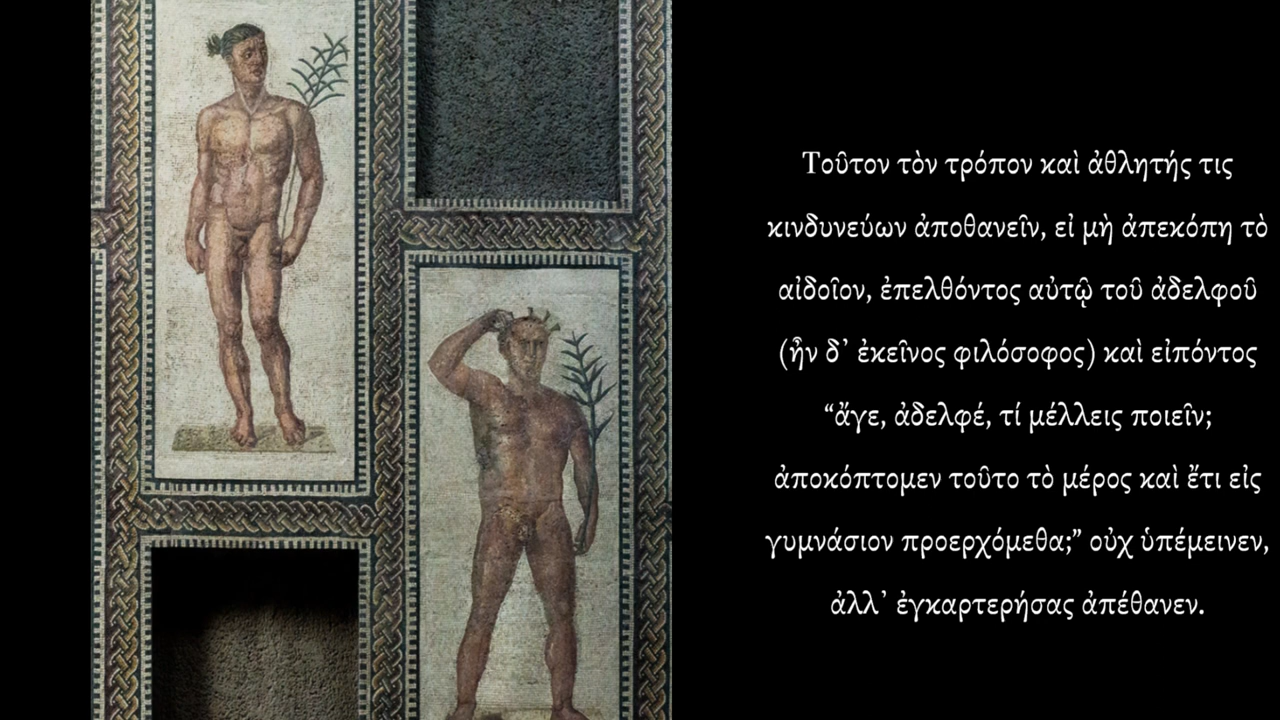 Τοῦτον τὸν τρόπον καὶ ἀθλητής τις
κινδυνεύων ἀποθανεῖν, εἰ μὴ ἀπεκόπη τὸ
αἰδοῖον, ἐπελθόντος αὐτῷ τοῦ ἀδελφοῦ
(ἦν δ᾽ ἐκεῖνος φιλόσοφος) καὶ εἰπόντος
“ἄγε, ἀδελφέ, τί μέλλεις ποιεῖν;
ἀποκόπτομεν τοῦτο τὸ μέρος καὶ ἔτι εἰς
γυμνάσιον προερχόμεθα;” οὐχ ὑπέμεινεν,
ἀλλ᾽ ἐγκαρτερήσας ἀπέθανεν.